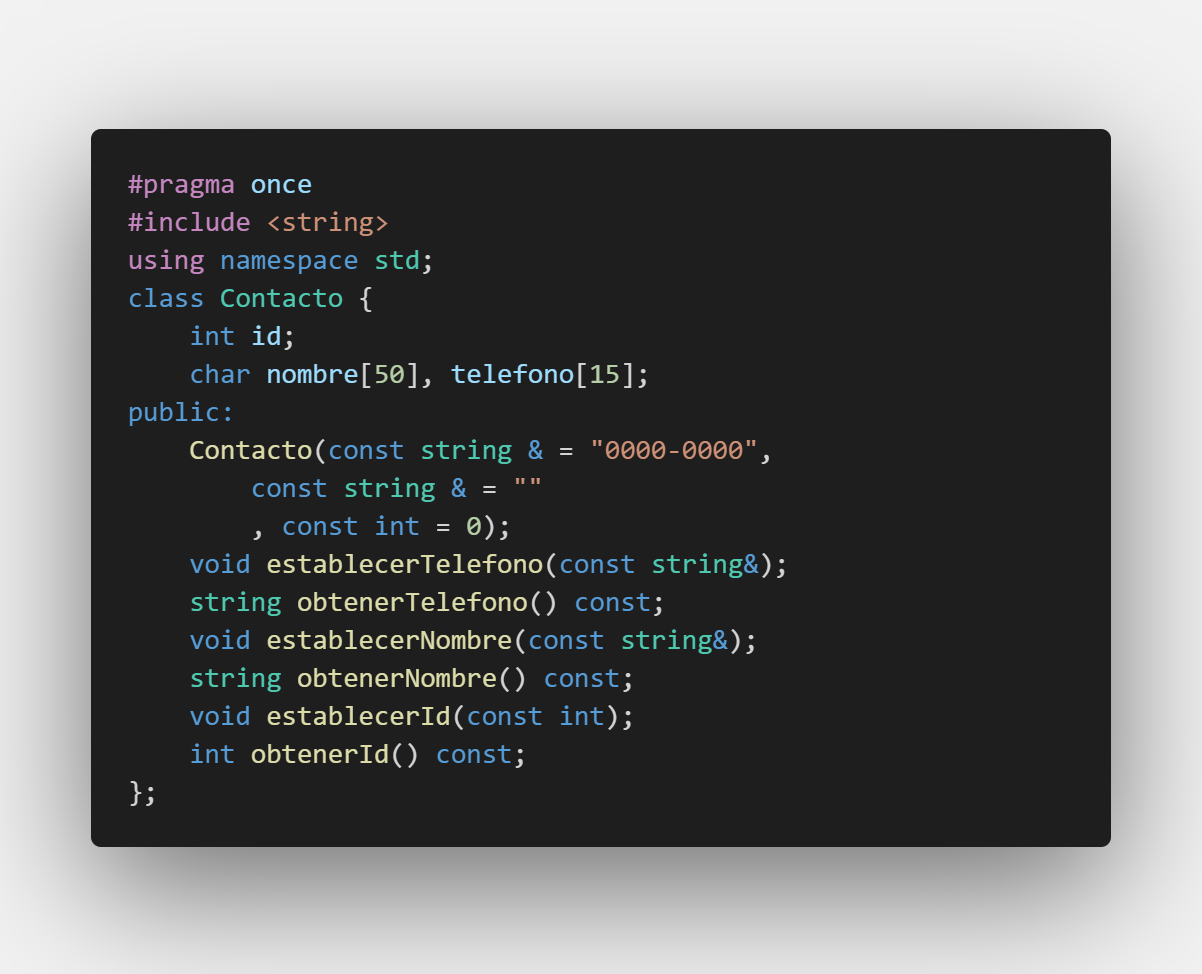 #pragma once
#include <string>
using namespace std;
class Contacto {
    int id;
    char nombre[50], telefono[15];
public:
    Contacto(const string & = "0000-0000",
        const string & = ""
        , const int = 0);
    void establecerTelefono(const string&);
    string obtenerTelefono() const;
    void establecerNombre(const string&);
    string obtenerNombre() const;
    void establecerId(const int);
    int obtenerId() const;
};